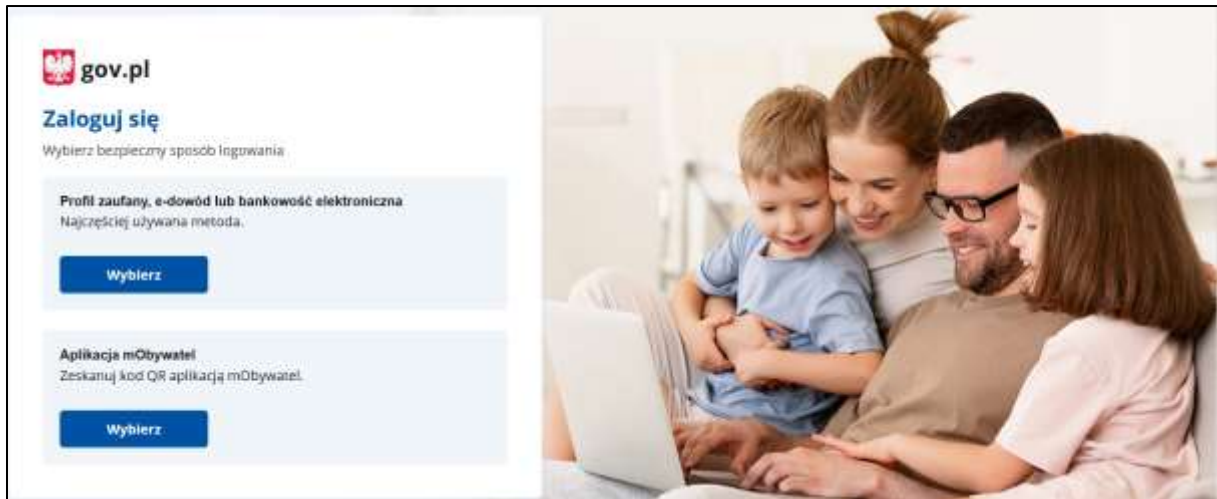 gov.pl
Zaloguj się
Wybierz bezpieczny sposób logowania
Profil zaufany, e-dowód lub bankowość elektroniczna
Najczęściej używana metoda.
Wybierz
Aplikacja mObywatel
Zeskanuj kod QR aplikacją mObywatel.
Wybierz